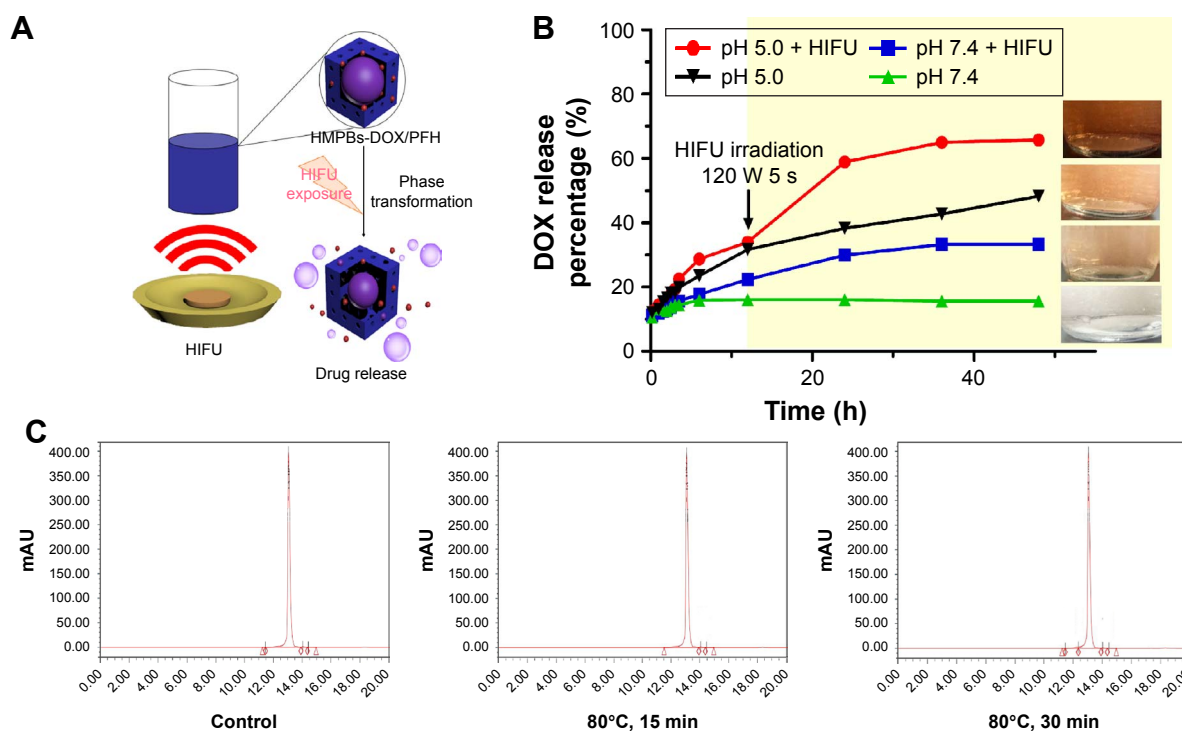 A
HMPBs-DOX/PFH
HIFU
exposure
Phase
transformation
HIFU
Drug release
B
DOX release
percentage (%)
100
80
60
40
20
0
pH 5.0 + HIFU
pH 7.4 + HIFU
pH 5.0
pH 7.4
HIFU irradiation
120 W 5 s
0
20
40
Time (h)
C
mAU
400.00
350.00
300.00
250.00
200.00
150.00
100.00
50.00
0.00
0.00
2.00
4.00
6.00
8.00
10.00
12.00
14.00
16.00
18.00
20.00
Control
mAU
400.00
350.00
300.00
250.00
200.00
150.00
100.00
50.00
0.00
0.00
2.00
4.00
6.00
8.00
10.00
12.00
14.00
16.00
18.00
20.00
80°C, 15 min
mAU
400.00
350.00
300.00
250.00
200.00
150.00
100.00
50.00
0.00
0.00
2.00
4.00
6.00
8.00
10.00
12.00
14.00
16.00
18.00
20.00
80°C, 30 min